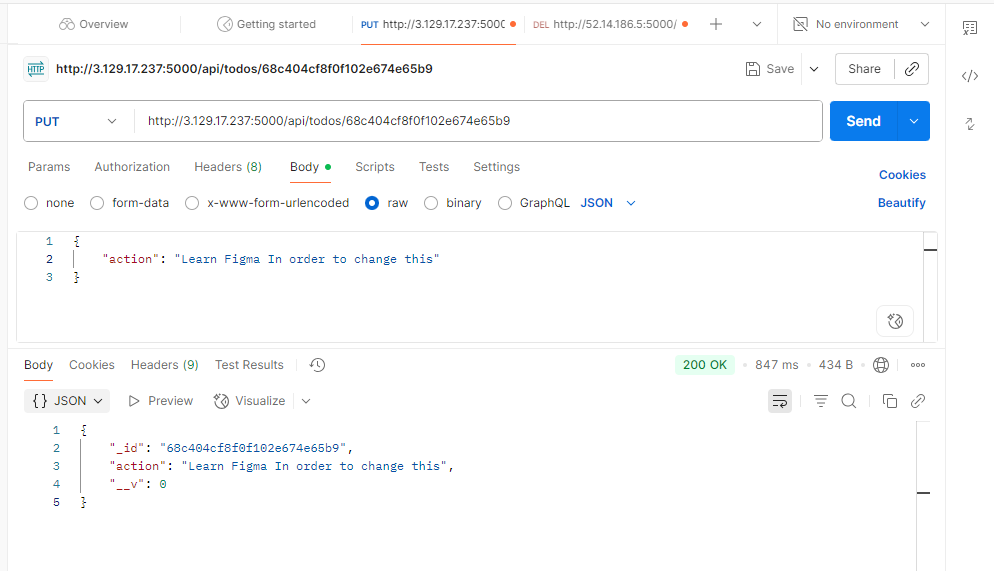 Overview
Getting started
PUT http://3.129.17.237:5000
DEL http://52.14.186.5:5000/
No environment
HTTP http://3.129.17.237:5000/api/todos/68c404cf8f0f102e674e65b9
Save
Share
PUT
http://3.129.17.237:5000/api/todos/68c404cf8f0f102e674e65b9
Send
Params Authorization Headers (8) Body Scripts Tests Settings
Cookies
none form-data x-www-form-urlencoded raw binary GraphQL JSON
Beautify
1 {
2 "action": "Learn Figma In order to change this"
3 }
Body Cookies Headers (9) Test Results
200 OK • 847 ms • 434 B
{} JSON Preview Visualize
1 {
2 "_id": "68c404cf8f0f102e674e65b9",
3 "action": "Learn Figma In order to change this",
4 "__v": 0
5 }